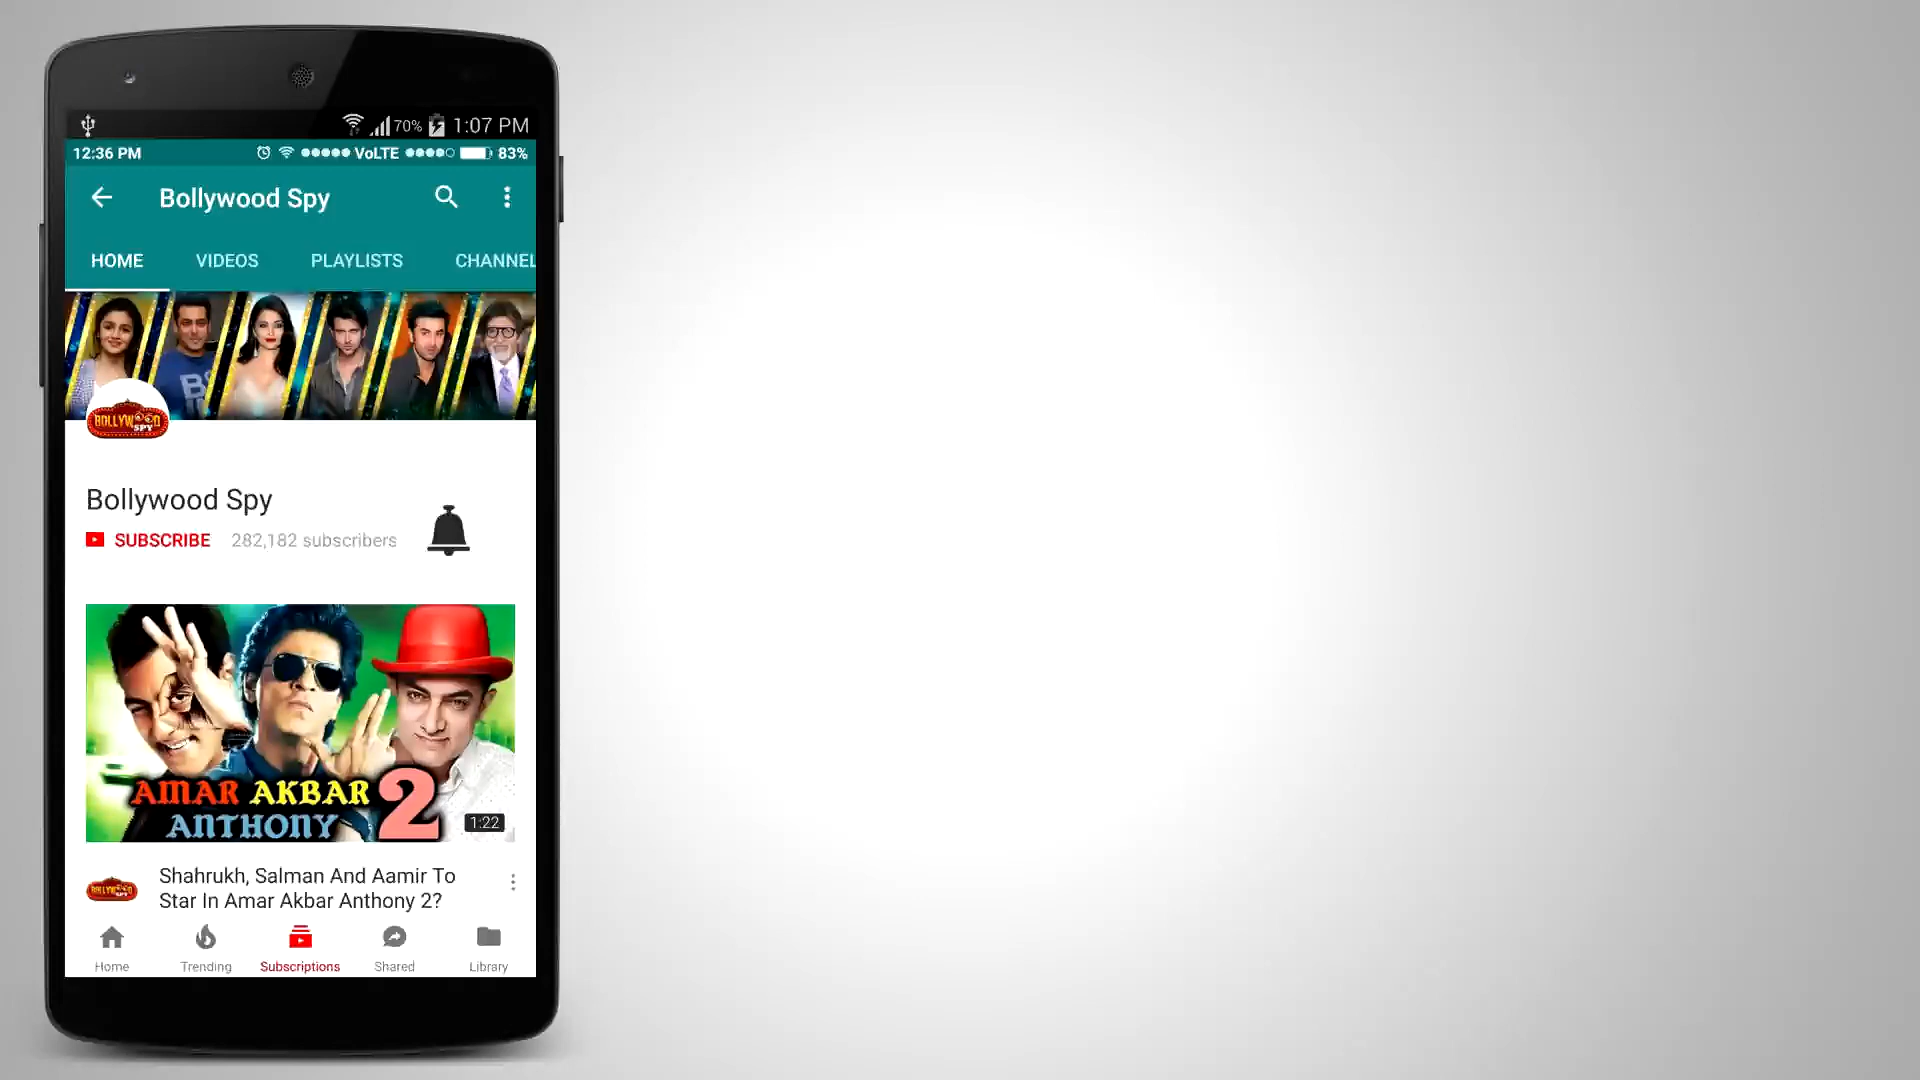 70% 1:07 PM
12:36 PM VoLTE 83%
Bollywood Spy
HOME VIDEOS PLAYLISTS CHANNEL
BOLLYWOOD
SPY
Bollywood Spy
SUBSCRIBE 282,182 subscribers
AMAR AKBAR 2
ANTHONY
1:22
Shahrukh, Salman And Aamir To
Star In Amar Akbar Anthony 2?
Home Trending Subscriptions Shared Library